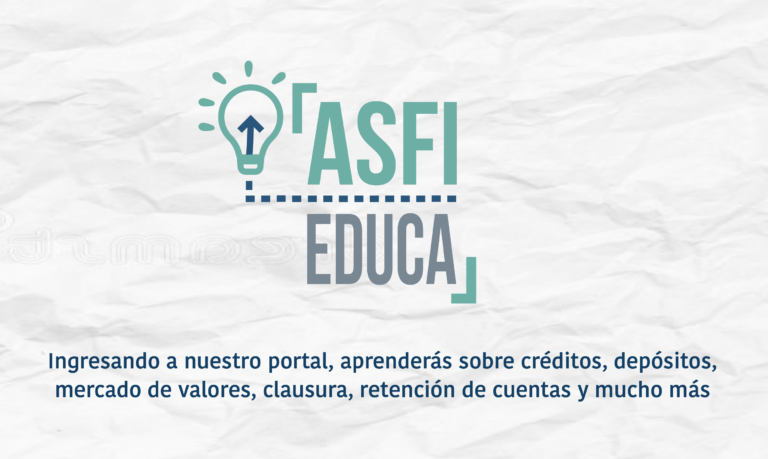 ASFI
EDUCA
Ingresando a nuestro portal, aprenderás sobre créditos, depósitos,
mercado de valores, clausura, retención de cuentas y mucho más